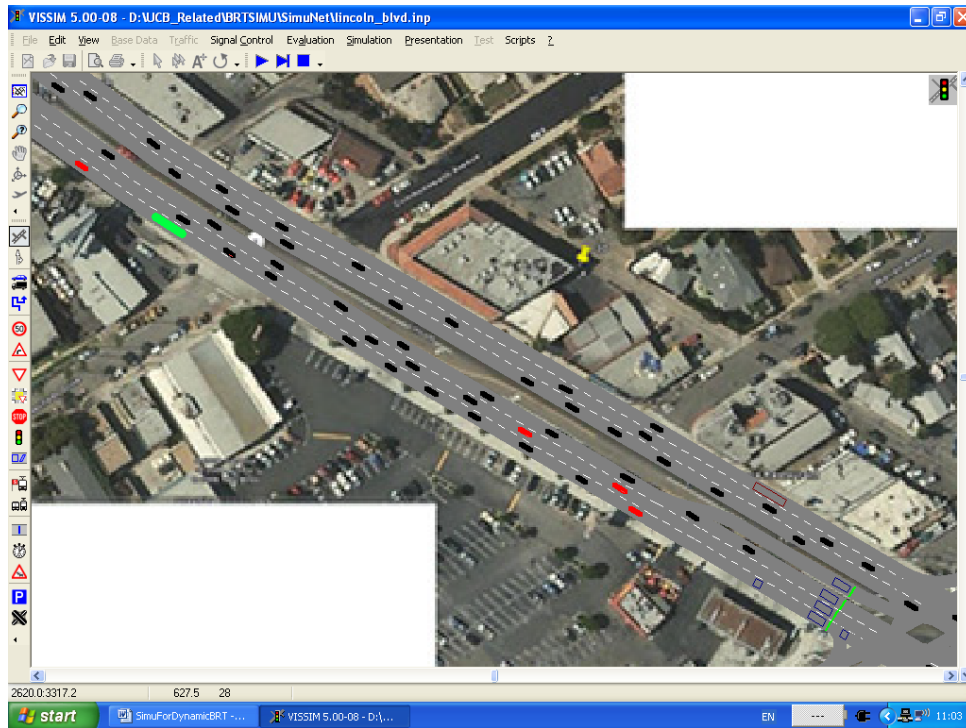 VISSIM 5.00-08 - D:\UCB_Related\BRTSIMU\SimuNet\lincoln_blvd.inp
File Edit View Base Data Traffic Signal Control Evaluation Simulation Presentation Test Scripts ?
50
STOP
P
2620.0:3317.2 627.5 28
start SimuForDynamicBRT -... VISSIM 5.00-08 - D:\... EN --- 11:03